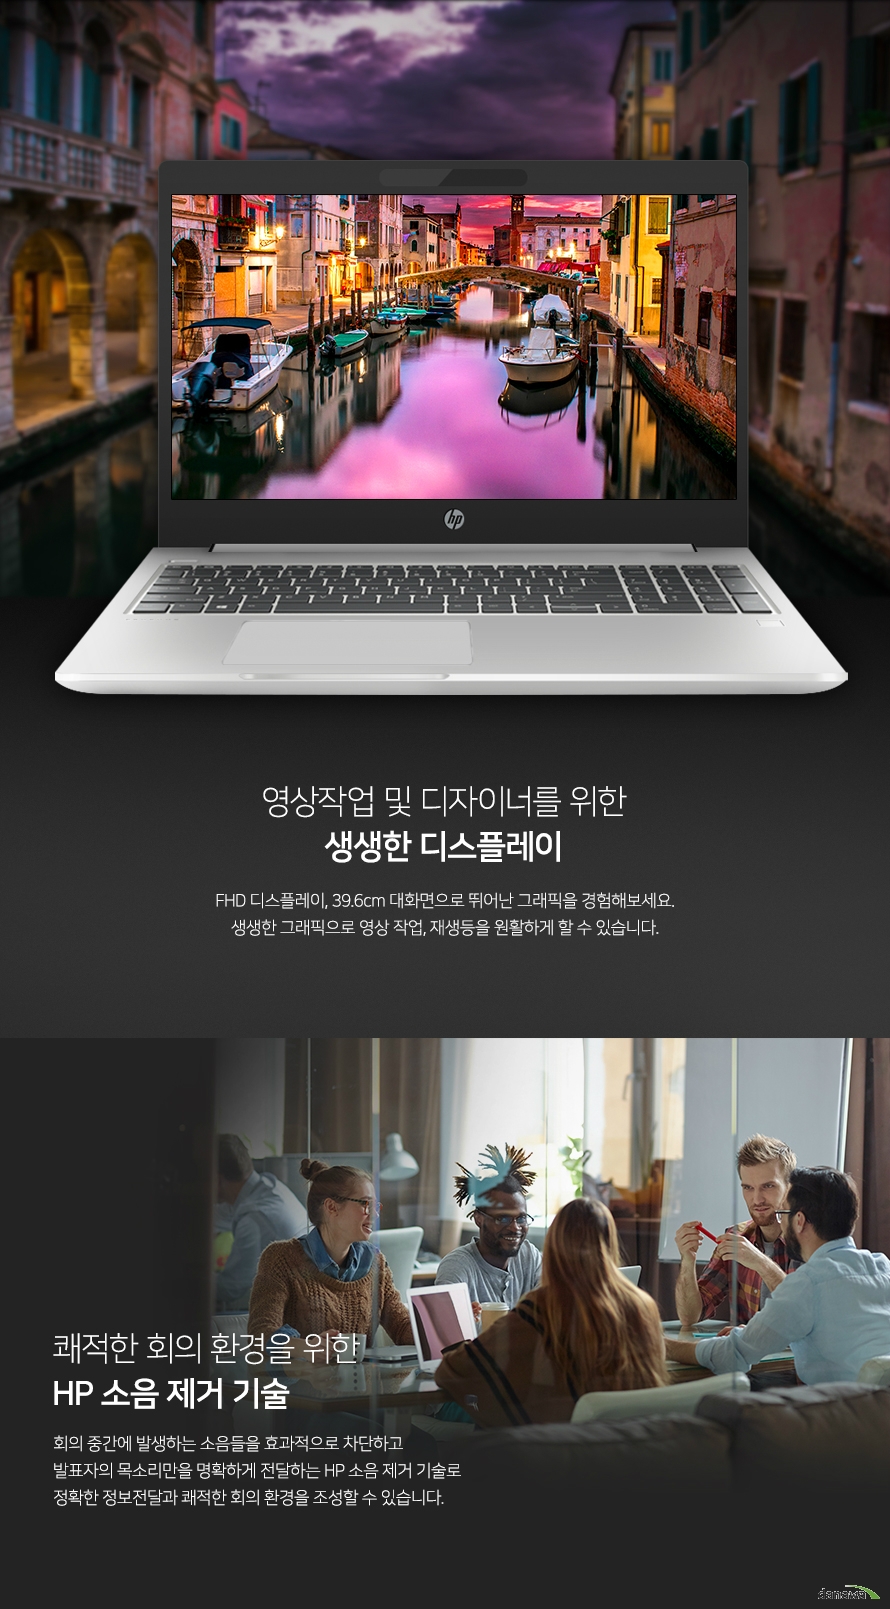 hp
영상작업 및 디자이너를 위한
생생한 디스플레이
FHD 디스플레이, 39.6cm 대화면으로 뛰어난 그래픽을 경험해보세요.
생생한 그래픽으로 영상 작업, 재생등을 원활하게 할 수 있습니다.
쾌적한 회의 환경을 위한
HP 소음 제거 기술
회의 중간에 발생하는 소음들을 효과적으로 차단하고
발표자의 목소리만을 명확하게 전달하는 HP 소음 제거 기술로
정확한 정보전달과 쾌적한 회의 환경을 조성할 수 있습니다.
danawa